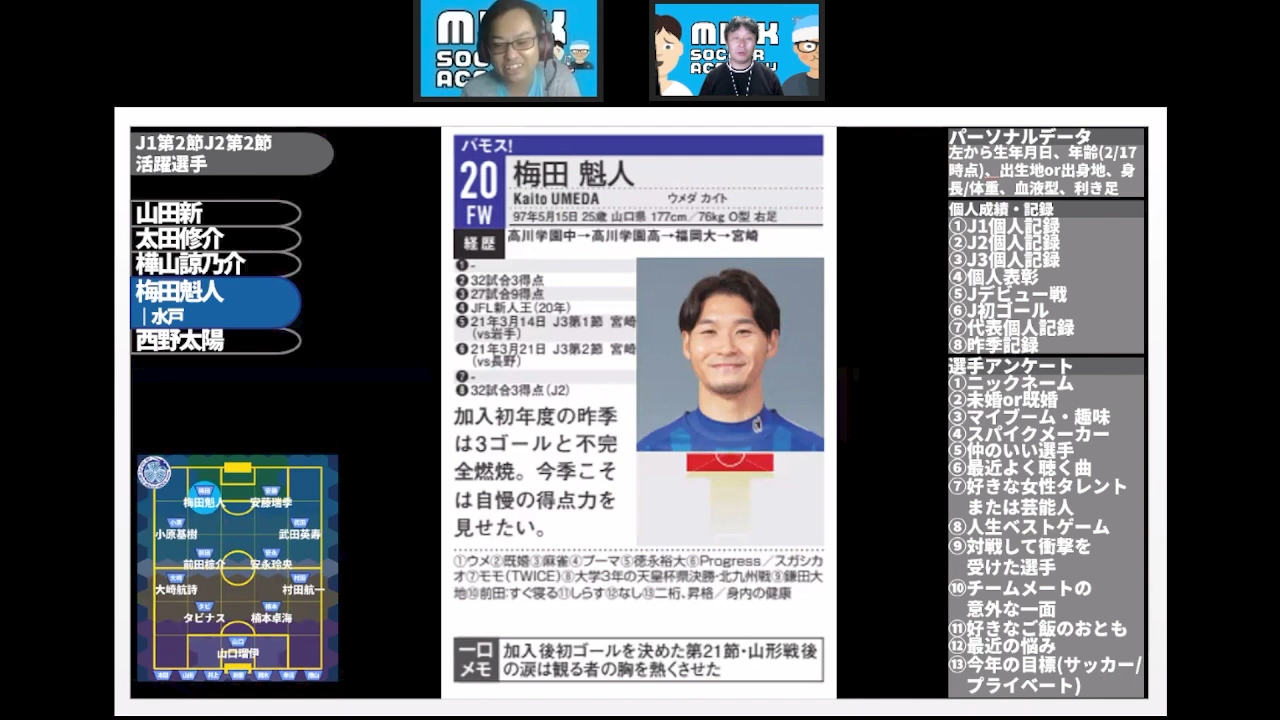 J1第2節J2第2節
活躍選手
山田新
太田修介
樺山諒乃介
梅田魁人
｜水戸
西野太陽
梅田魁人
安藤瑞季
小原基樹
武田英寿
前田椋介
安永玲央
大崎航詩
村田航一
タビナス
楠本卓海
山口瑠伊
バモス!
20
FW
梅田 魁人
Kaito UMEDA ウメダ カイト
97年5月15日 25歳 山口県 177cm／76kg O型 右足
経歴
高川学園中→高川学園高→福岡大→宮崎
❶-
❷32試合3得点
❸27試合9得点
❹JFL新人王(20年)
❺21年3月14日 J3第1節 宮崎
(vs岩手)
❻21年3月21日 J3第2節 宮崎
(vs長野)
❼-
❽32試合3得点(J2)
加入初年度の昨季
は3ゴールと不完
全燃焼。今季こそ
は自慢の得点力を
見せたい。
①ウメ②既婚③麻雀④プーマ⑤徳永裕大⑥Progress／スガシカ
オ⑦モモ(TWICE)⑧大学3年の天皇杯県決勝・北九州戦⑨鎌田大
地⑩前田:すぐ寝る⑪しらす⑫なし⑬二桁、昇格／身内の健康
一口
メモ
加入後初ゴールを決めた第21節・山形戦後
の涙は観る者の胸を熱くさせた
パーソナルデータ
左から生年月日、年齢(2/17
時点)、出生地or出身地、身
長/体重、血液型、利き足
個人成績・記録
①J1個人記録
②J2個人記録
③J3個人記録
④個人表彰
⑤Jデビュー戦
⑥J初ゴール
⑦代表個人記録
⑧昨季記録
選手アンケート
①ニックネーム
②未婚or既婚
③マイブーム・趣味
④スパイクメーカー
⑤仲のいい選手
⑥最近よく聴く曲
⑦好きな女性タレント
または芸能人
⑧人生ベストゲーム
⑨対戦して衝撃を
受けた選手
⑩チームメートの
意外な一面
⑪好きなご飯のおとも
⑫最近の悩み
⑬今年の目標(サッカー/
プライベート)